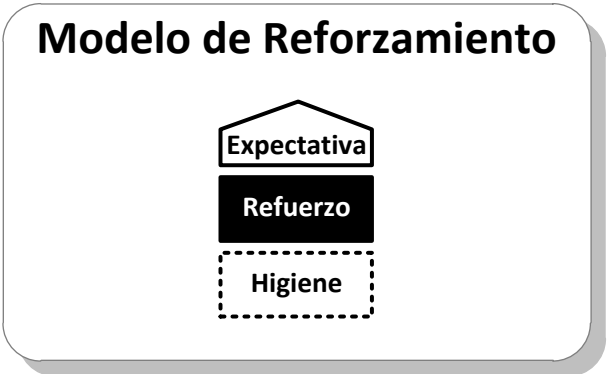 Modelo de Reforzamiento
Expectativa
Refuerzo
Higiene